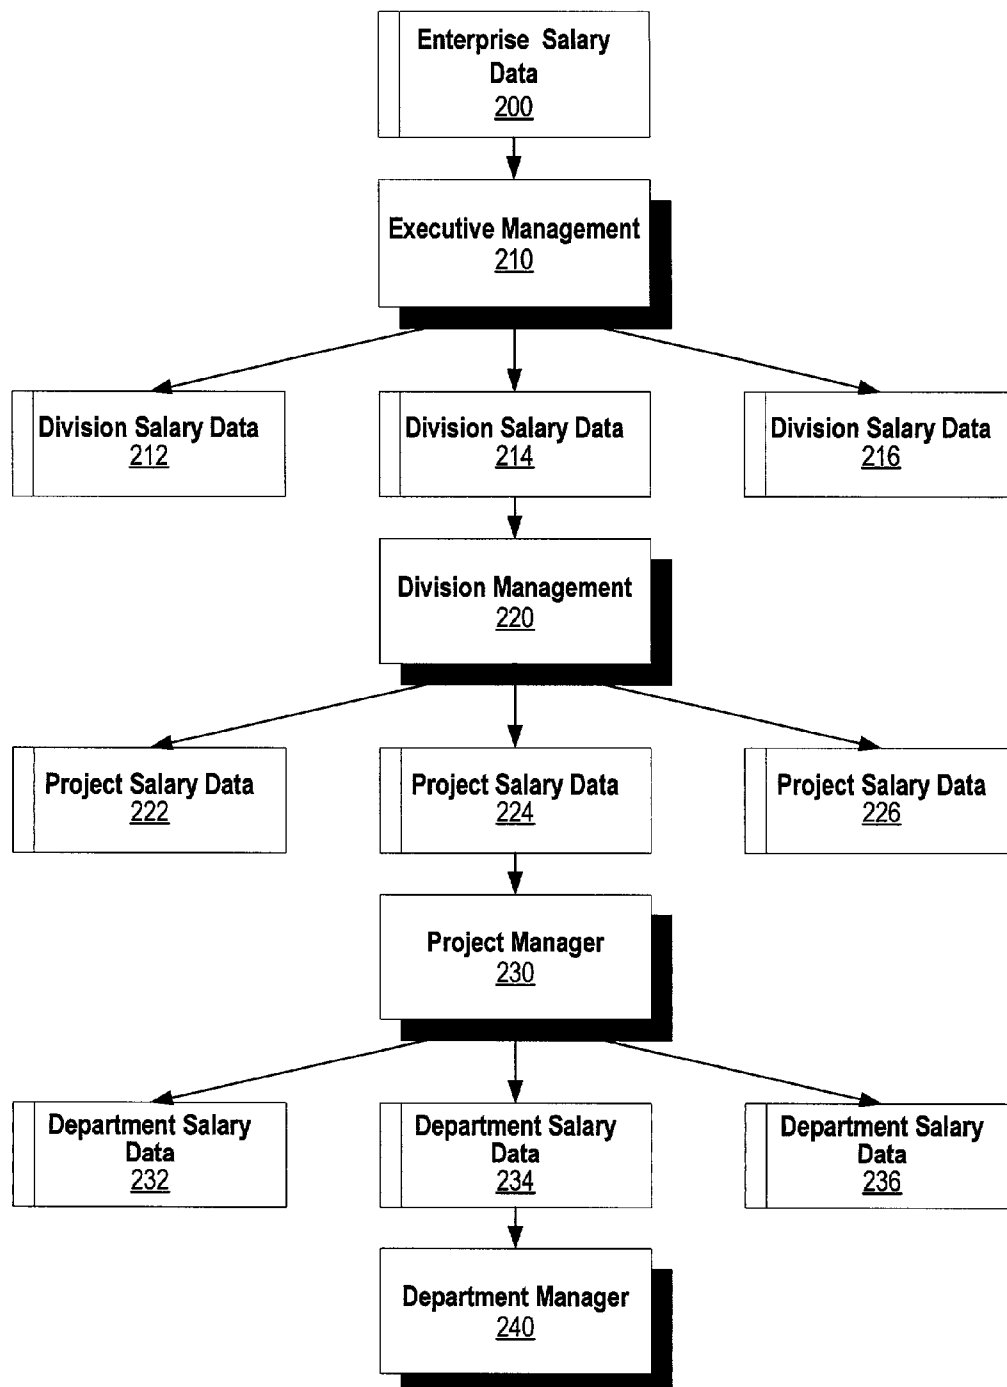 Enterprise Salary
Data
200
Executive Management
210
Division Salary Data
212
Division Salary Data
214
Division Salary Data
216
Division Management
220
Project Salary Data
222
Project Salary Data
224
Project Salary Data
226
Project Manager
230
Department Salary
Data
232
Department Salary
Data
234
Department Salary
Data
236
Department Manager
240